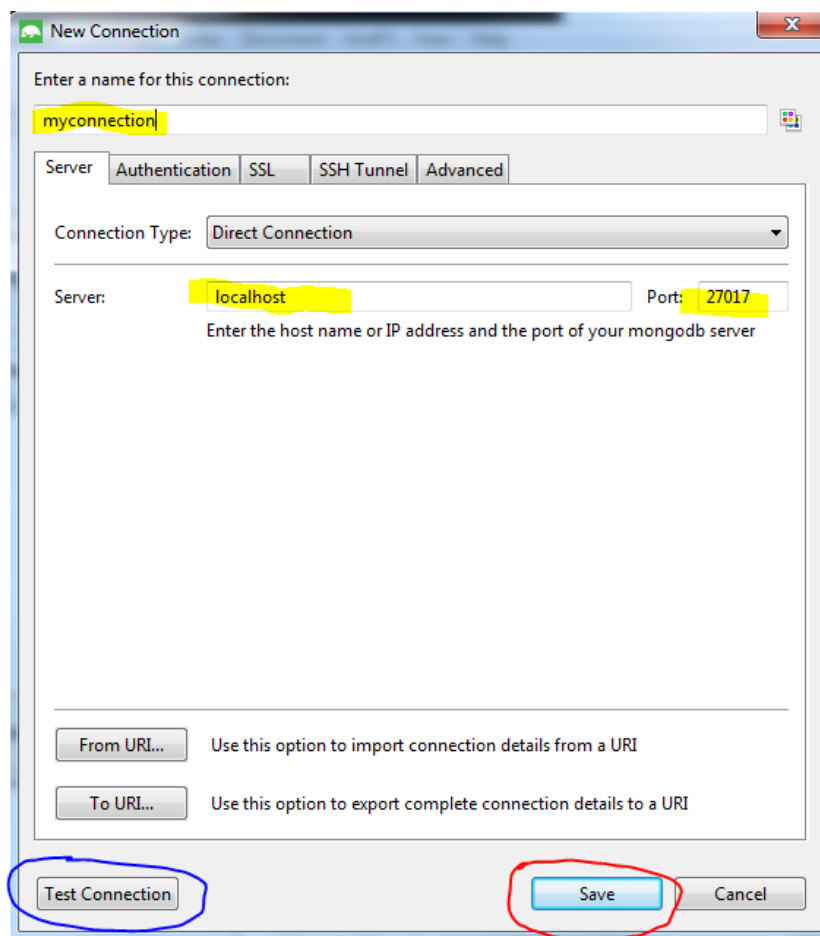 New Connection
Enter a name for this connection:
myconnection
Server Authentication SSL SSH Tunnel Advanced
Connection Type: Direct Connection
Server: localhost Port: 27017
Enter the host name or IP address and the port of your mongodb server
From URI... Use this option to import connection details from a URI
To URI... Use this option to export complete connection details to a URI
Test Connection Save Cancel